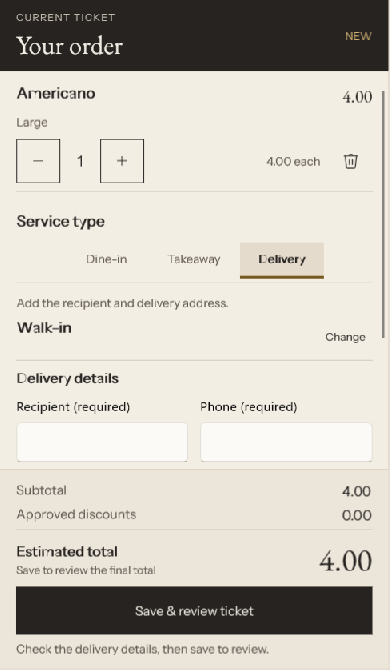 CURRENT TICKET
Your order
NEW
Americano
4.00
Large
− 1 + 4.00 each
Service type
Dine-in Takeaway Delivery
Add the recipient and delivery address.
Walk-in
Change
Delivery details
Recipient (required) Phone (required)
Subtotal 4.00
Approved discounts 0.00
Estimated total
Save to review the final total
4.00
Save & review ticket
Check the delivery details, then save to review.